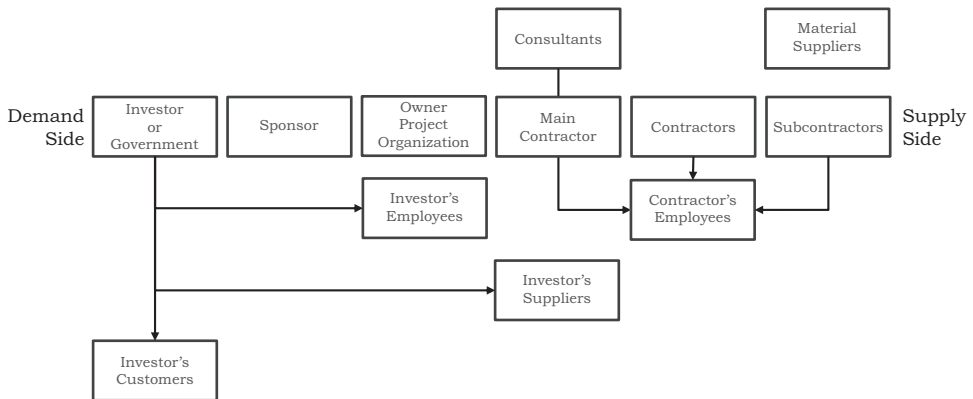 Consultants
Material
Suppliers
Demand
Side
Investor
or
Government
Sponsor
Owner
Project
Organization
Main
Contractor
Contractors
Subcontractors
Supply
Side
Investor’s
Employees
Contractor’s
Employees
Investor’s
Suppliers
Investor’s
Customers